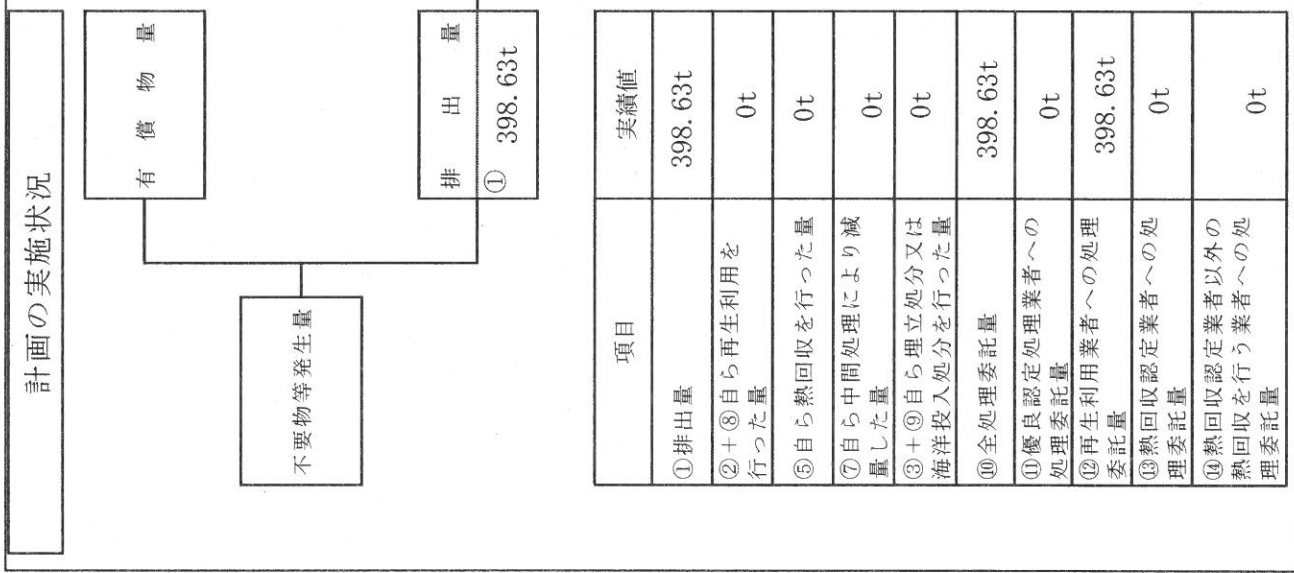 計画の実施状況
有償物量
不要物等発生量
排出量
① 398.63t
項目 実績値
①排出量 398.63t
②+⑧自ら再生利用を
行った量 0t
⑤自ら熱回収を行った量 0t
⑦自ら中間処理により減
量した量 0t
③+⑨自ら埋立処分又は
海洋投入処分を行った量 0t
⑩全処理委託量 398.63t
⑪優良認定処理業者への
処理委託量 0t
⑫再生利用業者への処理
委託量 398.63t
⑬熱回収認定業者への処
理委託量 0t
⑭熱回収認定業者以外の
熱回収を行う業者への処
理委託量 0t